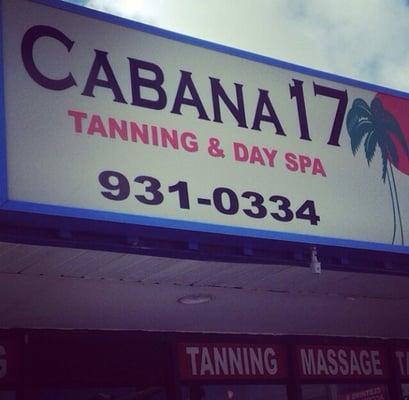 CABANA 17
TANNING & DAY SPA
931-0334
TANNING MASSAGE